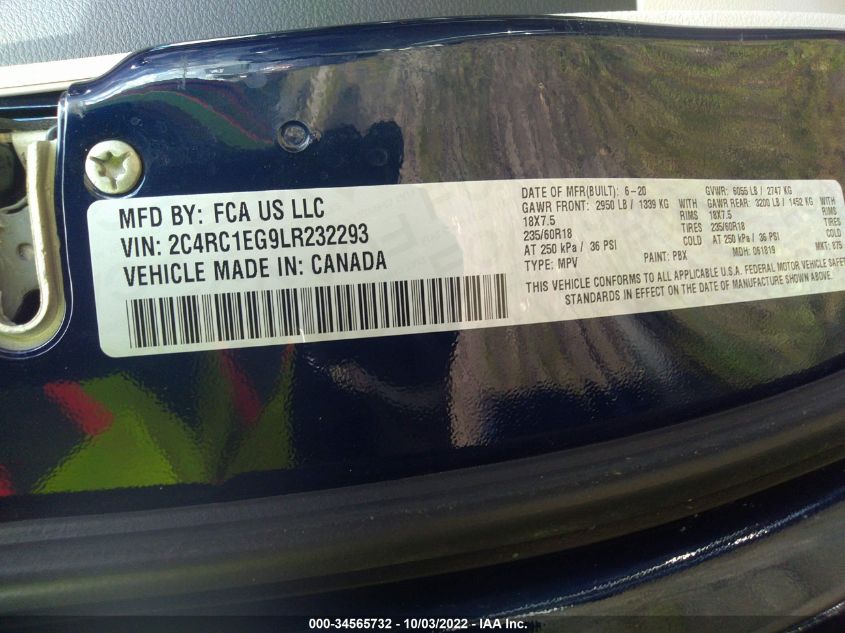 MFD BY: FCA US LLC
VIN: 2C4RC1EG9LR232293
VEHICLE MADE IN: CANADA
DATE OF MFR(BUILT): 6-20 GVWR: 6055 LB / 2747 KG
GAWR FRONT: 2950 LB / 1339 KG WITH GAWR REAR: 3200 LB / 1452 KG WITH
18X7.5 RIMS 18X7.5 RIMS
235/60R18 TIRES 235/60R18 TIRES
AT 250 kPa / 36 PSI AT 250 kPa / 36 PSI
TYPE: MPV PAINT: PBX MDH: 061819 MKT: 875
THIS VEHICLE CONFORMS TO ALL APPLICABLE U.S.A. FEDERAL MOTOR VEHICLE SAFE
STANDARDS IN EFFECT ON THE DATE OF MANUFACTURE SHOWN ABOVE.
000-34565732 - 10/03/2022 - IAA Inc.